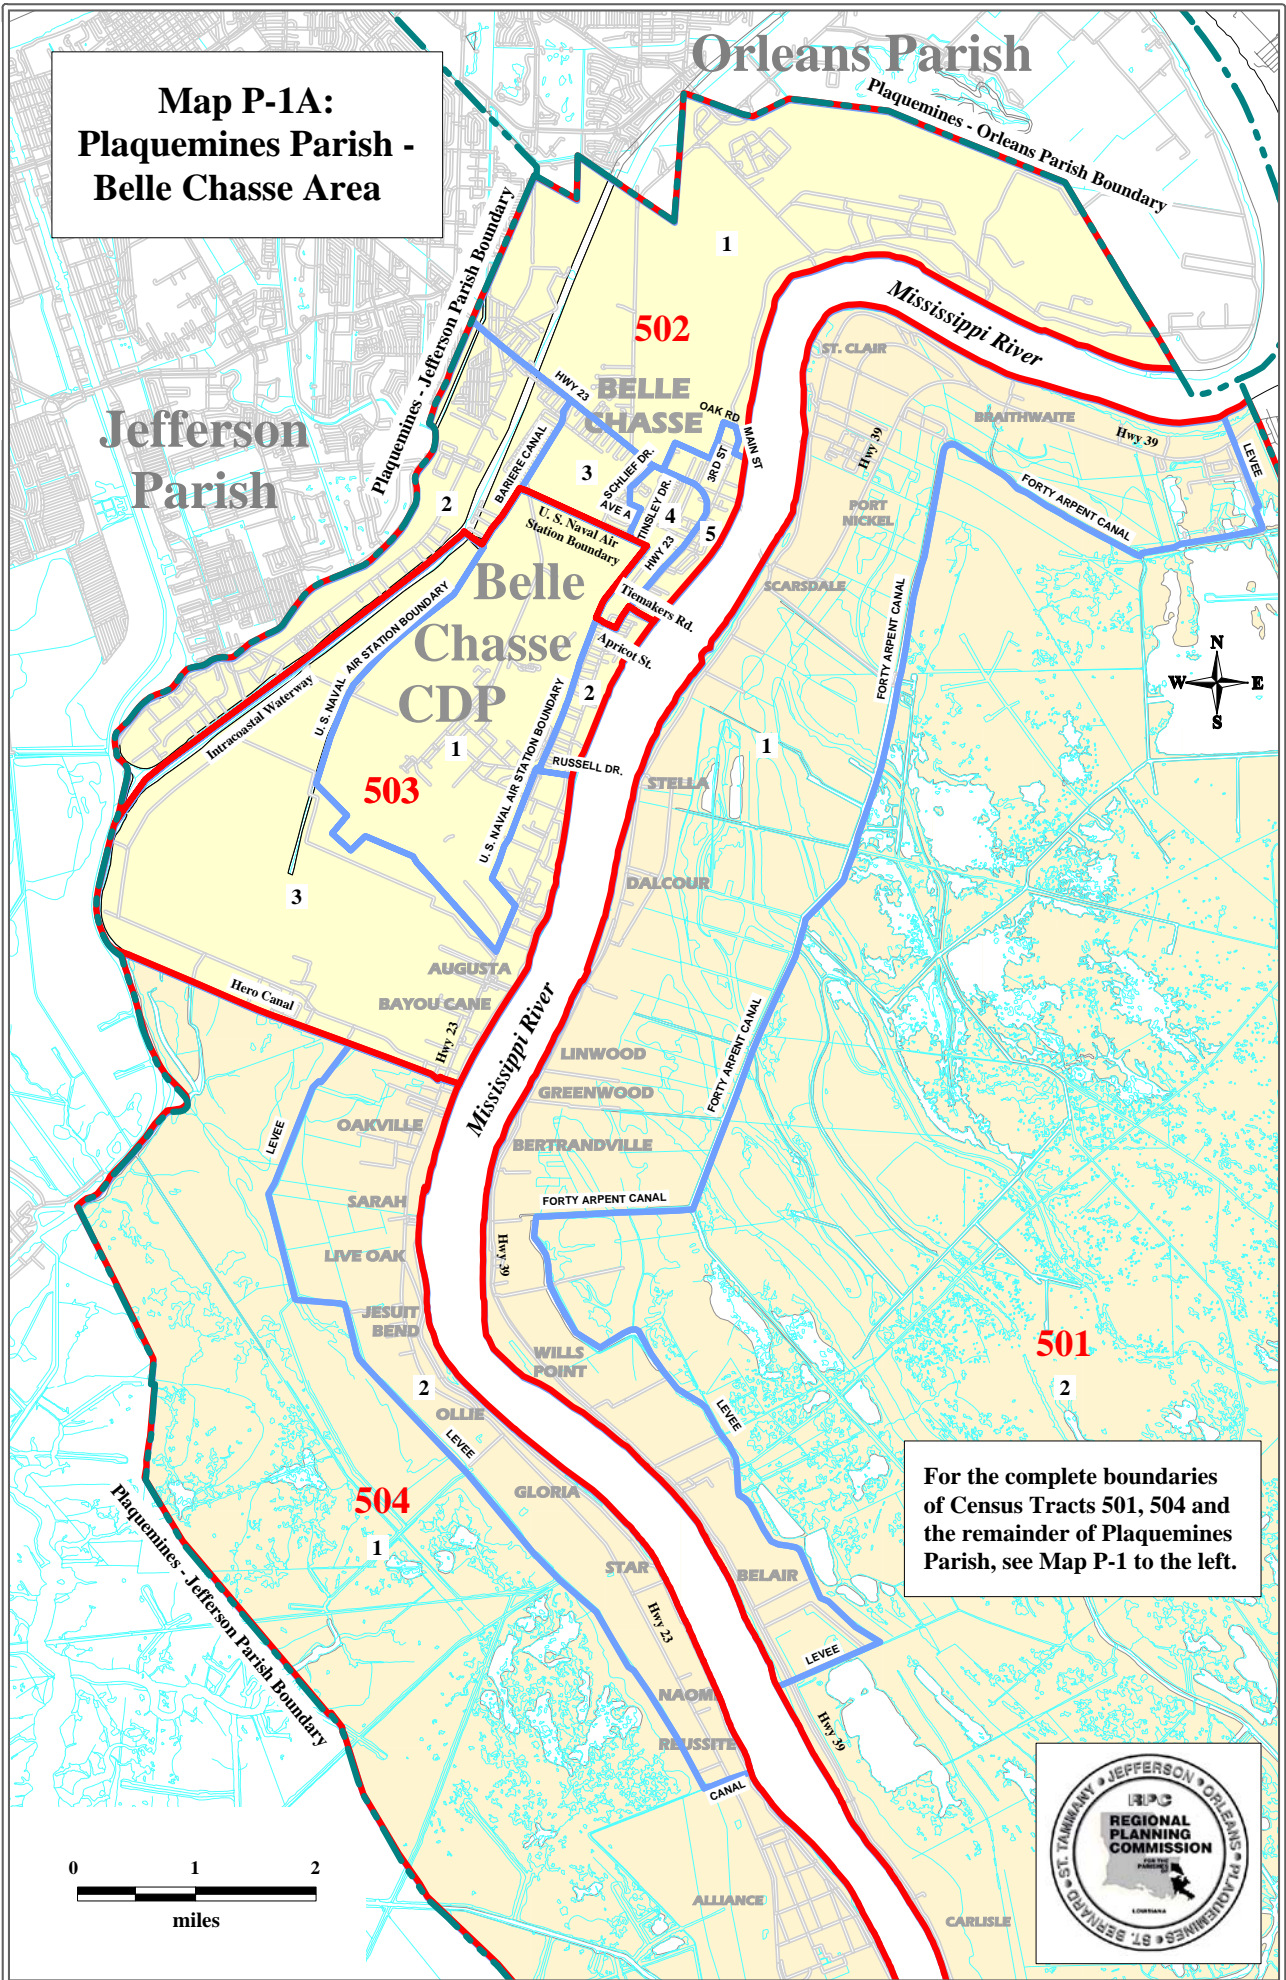 Map P-1A:
Plaquemines Parish -
Belle Chasse Area
Orleans Parish
Plaquemines - Orleans Parish Boundary
Plaquemines - Jefferson Parish Boundary
1
Mississippi River
502
ST. CLAIR
HWY 23
BELLE
CHASSE
OAK RD
MAIN ST
BRAITHWAITE
Hwy 39
Hwy 39
LEVEE
Jefferson
Parish
BARIERE CANAL
3
SCHLIEF DR.
3RD ST
AVE A
TINSLEY DR.
4
FORTY ARPENT CANAL
2
PORT
NICKEL
U. S. Naval Air
Station Boundary
HWY 23
5
Belle
Chasse
CDP
Tiemakers Rd.
SCARSDALE
FORTY ARPENT CANAL
Apricot St.
U. S. NAVAL AIR STATION BOUNDARY
N
W
E
S
2
Intracoastal Waterway
U. S. NAVAL AIR STATION BOUNDARY
1
1
RUSSELL DR.
503
STELLA
3
DALCOUR
AUGUSTA
Hero Canal
BAYOU CANE
Hwy 23
Mississippi River
LINWOOD
FORTY ARPENT CANAL
GREENWOOD
OAKVILLE
LEVEE
BERTRANDVILLE
SARAH
FORTY ARPENT CANAL
LIVE OAK
Hwy 39
JESUIT
BEND
501
WILLS
POINT
2
2
OLLIE
LEVEE
LEVEE
For the complete boundaries
of Census Tracts 501, 504 and
the remainder of Plaquemines
Parish, see Map P-1 to the left.
504
GLORIA
1
Plaquemines - Jefferson Parish Boundary
STAR
BELAIR
Hwy 23
LEVEE
NAOMI
Hwy 39
REUSSITE
CANAL
ALLIANCE
CARLISLE
0 1 2
miles
ST. TAMMANY • JEFFERSON • ORLEANS • PLAQUEMINES • ST. BERNARD •
RPC
REGIONAL
PLANNING
COMMISSION
FOR THE
PARISHES
OF
LOUISIANA